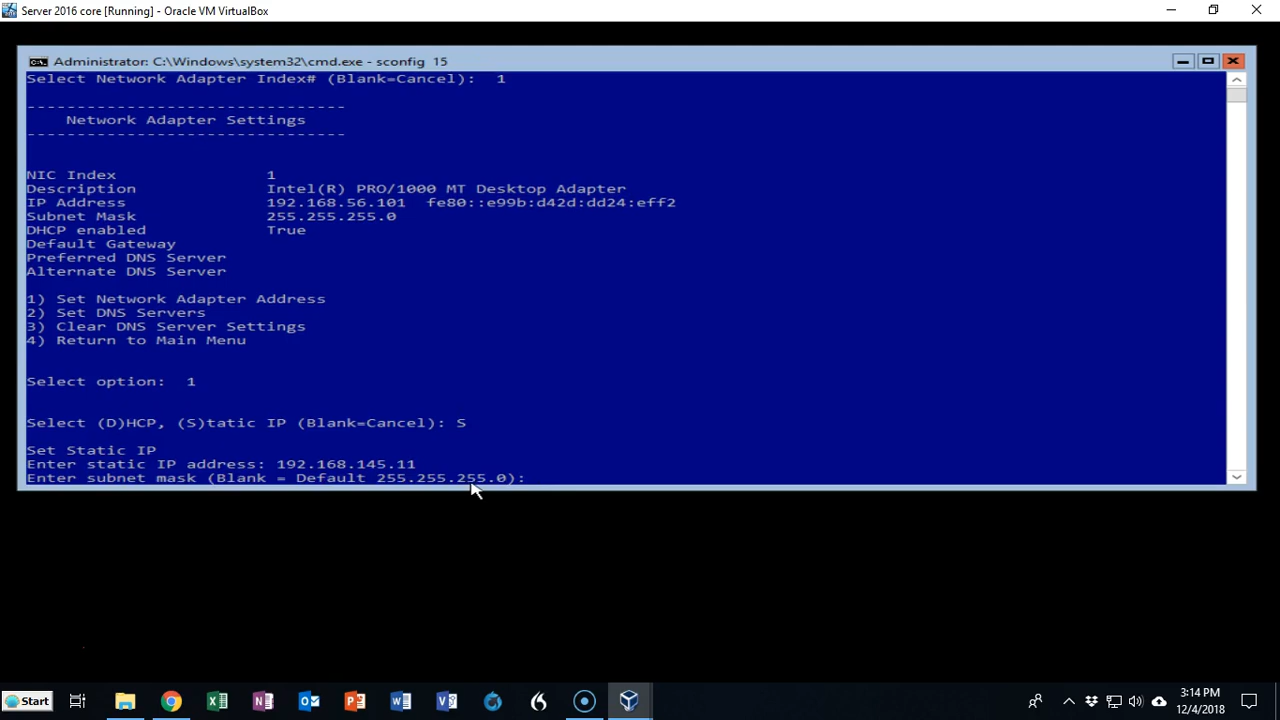 Server 2016 core [Running] - Oracle VM VirtualBox
Administrator: C:\Windows\system32\cmd.exe - sconfig 15
Select Network Adapter Index# (Blank=Cancel):  1
--------------------------------
Network Adapter Settings
--------------------------------
NIC Index 1
Description Intel(R) PRO/1000 MT Desktop Adapter
IP Address 192.168.56.101  fe80::e99b:d42d:dd24:eff2
Subnet Mask 255.255.255.0
DHCP enabled True
Default Gateway
Preferred DNS Server
Alternate DNS Server
1) Set Network Adapter Address
2) Set DNS Servers
3) Clear DNS Server Settings
4) Return to Main Menu
Select option:  1
Select (D)HCP, (S)tatic IP (Blank=Cancel): S
Set Static IP
Enter static IP address: 192.168.145.11
Enter subnet mask (Blank = Default 255.255.255.0):
Start
3:14 PM
12/4/2018